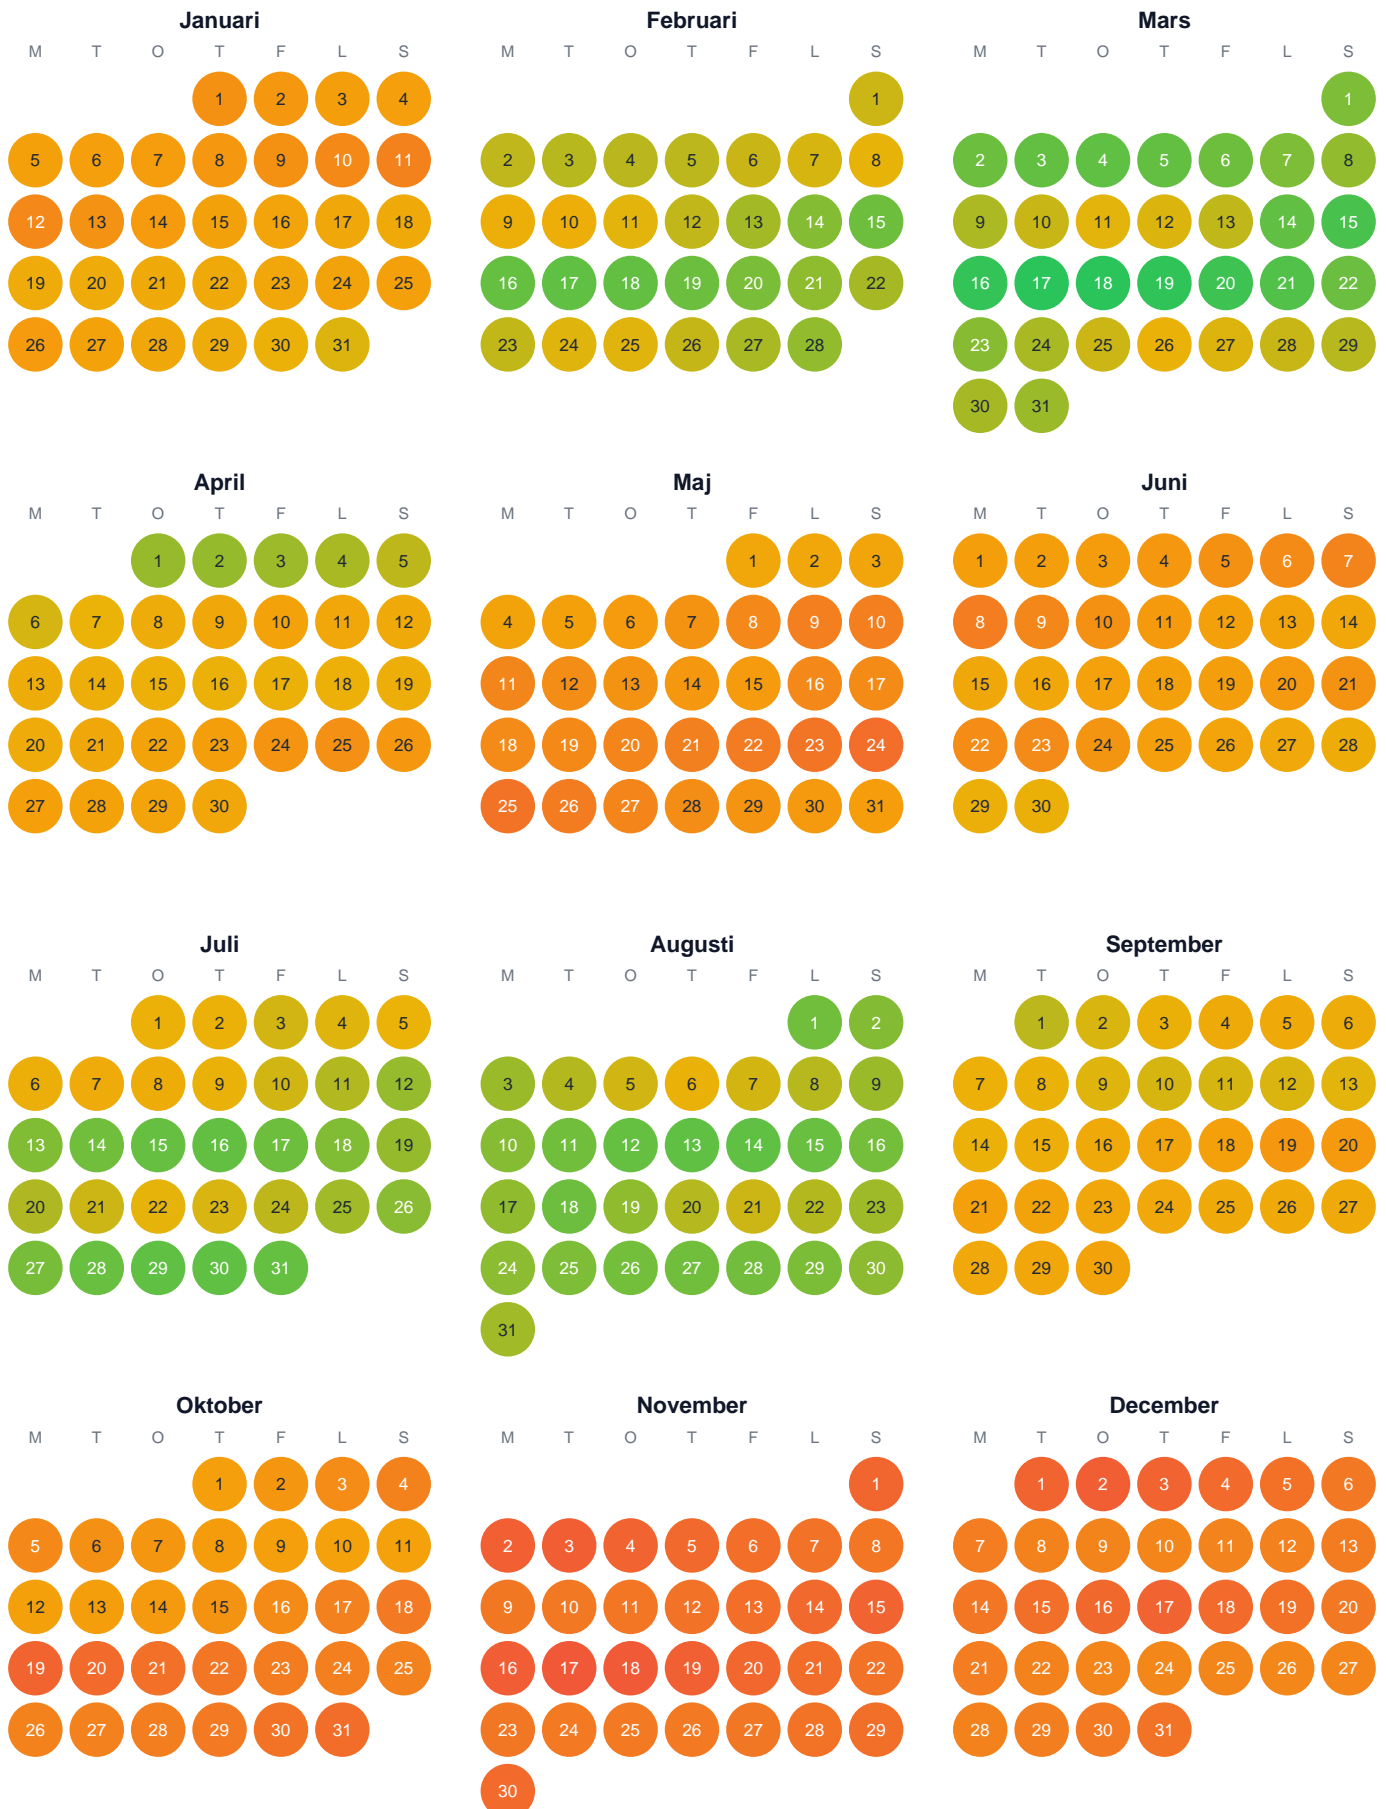 Januari
M T O T F L S
1 2 3 4
5 6 7 8 9 10 11
12 13 14 15 16 17 18
19 20 21 22 23 24 25
26 27 28 29 30 31
Februari
M T O T F L S
1
2 3 4 5 6 7 8
9 10 11 12 13 14 15
16 17 18 19 20 21 22
23 24 25 26 27 28
Mars
M T O T F L S
1
2 3 4 5 6 7 8
9 10 11 12 13 14 15
16 17 18 19 20 21 22
23 24 25 26 27 28 29
30 31
April
M T O T F L S
1 2 3 4 5
6 7 8 9 10 11 12
13 14 15 16 17 18 19
20 21 22 23 24 25 26
27 28 29 30
Maj
M T O T F L S
1 2 3
4 5 6 7 8 9 10
11 12 13 14 15 16 17
18 19 20 21 22 23 24
25 26 27 28 29 30 31
Juni
M T O T F L S
1 2 3 4 5 6 7
8 9 10 11 12 13 14
15 16 17 18 19 20 21
22 23 24 25 26 27 28
29 30
Juli
M T O T F L S
1 2 3 4 5
6 7 8 9 10 11 12
13 14 15 16 17 18 19
20 21 22 23 24 25 26
27 28 29 30 31
Augusti
M T O T F L S
1 2
3 4 5 6 7 8 9
10 11 12 13 14 15 16
17 18 19 20 21 22 23
24 25 26 27 28 29 30
31
September
M T O T F L S
1 2 3 4 5 6
7 8 9 10 11 12 13
14 15 16 17 18 19 20
21 22 23 24 25 26 27
28 29 30
Oktober
M T O T F L S
1 2 3 4
5 6 7 8 9 10 11
12 13 14 15 16 17 18
19 20 21 22 23 24 25
26 27 28 29 30 31
November
M T O T F L S
1
2 3 4 5 6 7 8
9 10 11 12 13 14 15
16 17 18 19 20 21 22
23 24 25 26 27 28 29
30
December
M T O T F L S
1 2 3 4 5 6
7 8 9 10 11 12 13
14 15 16 17 18 19 20
21 22 23 24 25 26 27
28 29 30 31